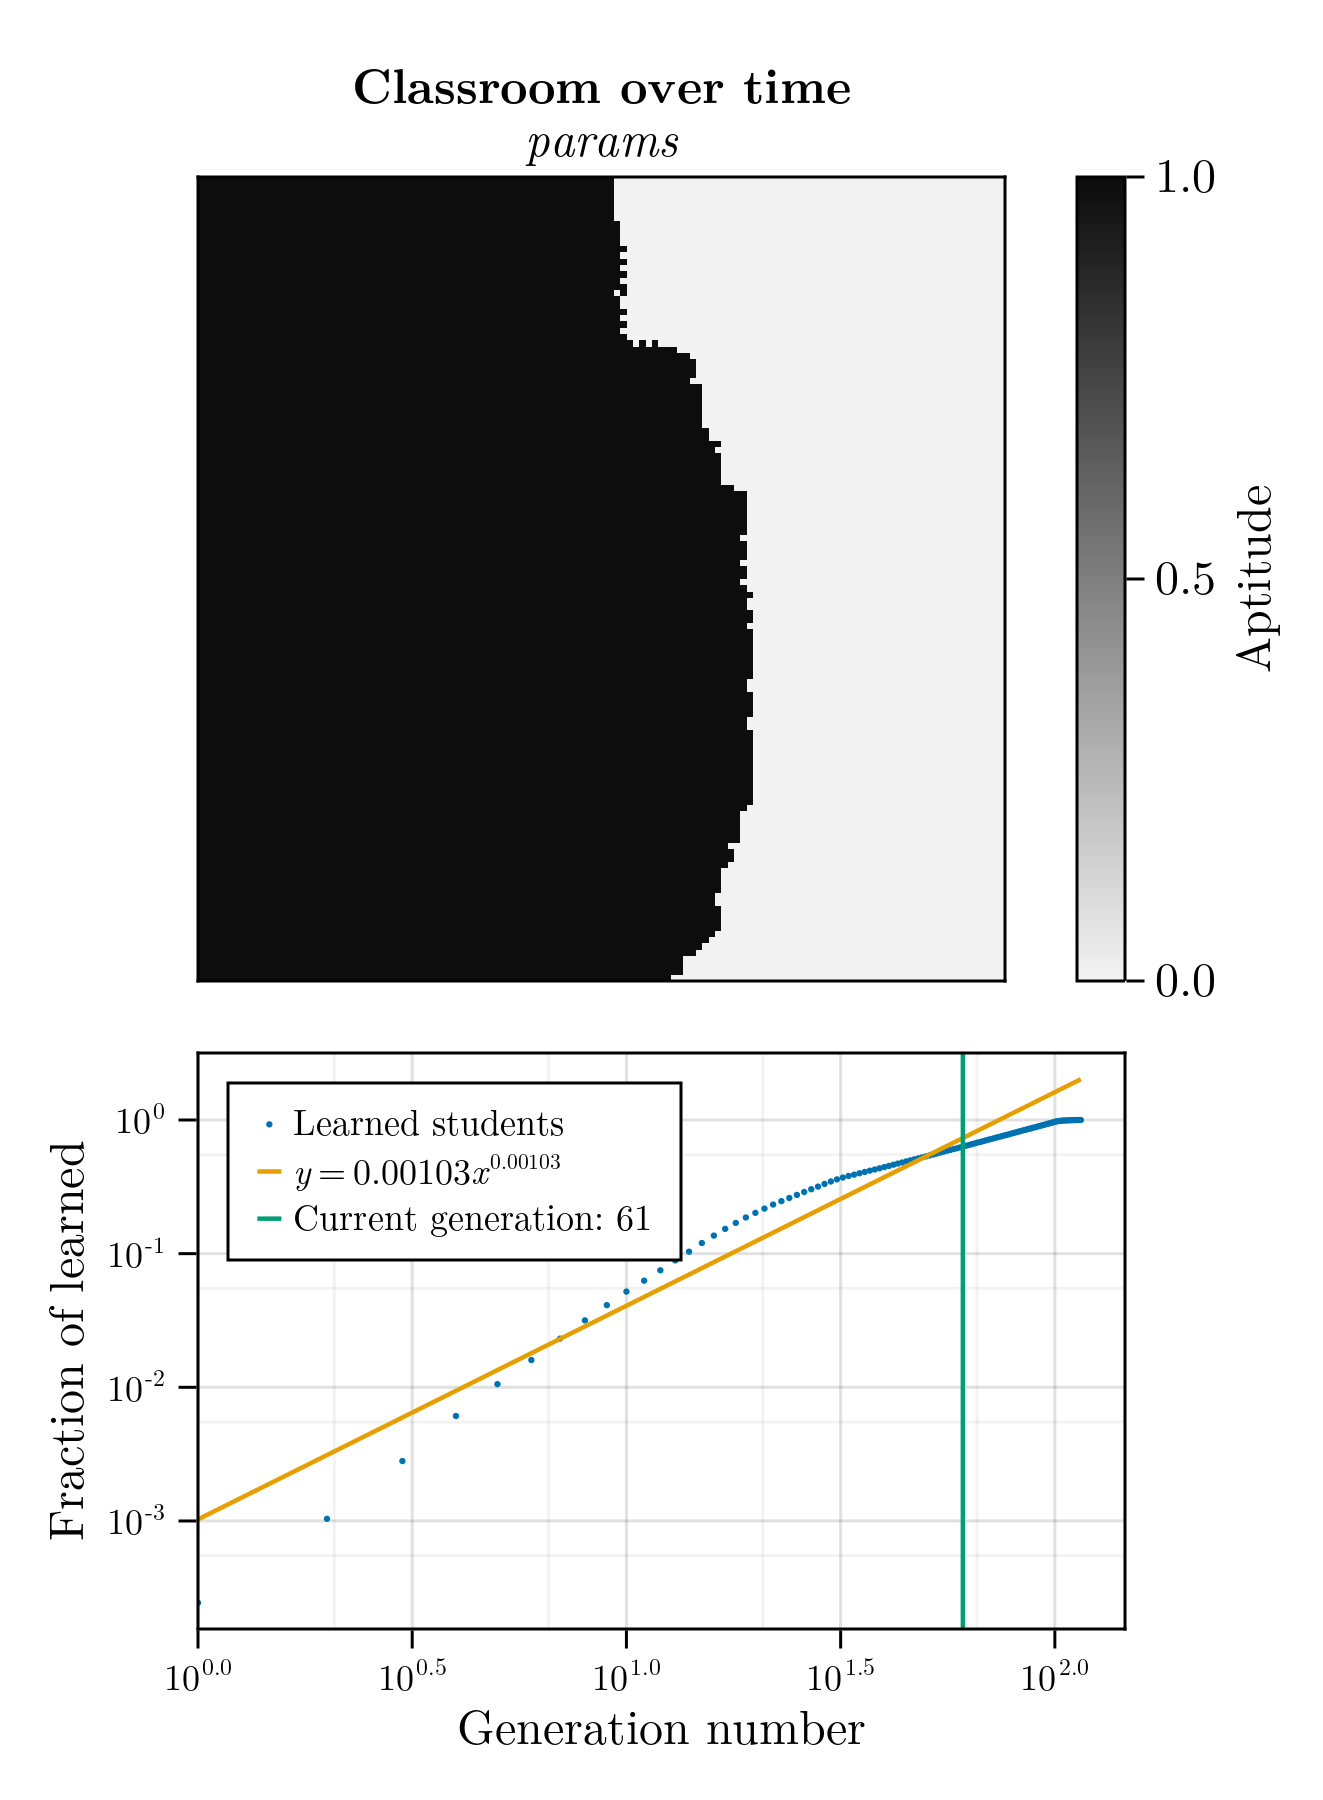 Classroom over time
params
1.0
0.5
0.0
Aptitude
Learned students
y = 0.00103x^0.00103
Current generation: 61
10^0
10^-1
10^-2
10^-3
Fraction of learned
10^0.0 10^0.5 10^1.0 10^1.5 10^2.0
Generation number